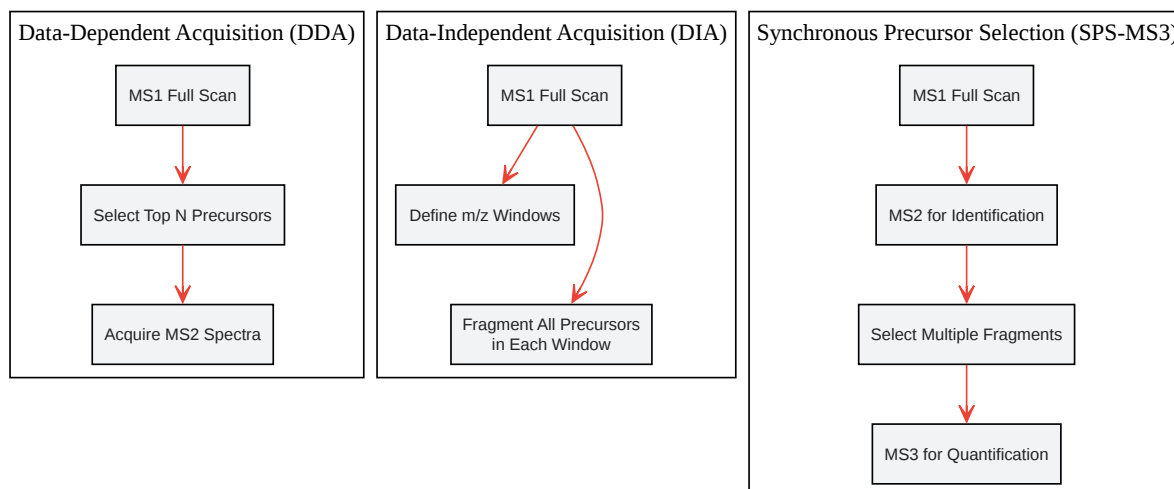 Data-Dependent Acquisition (DDA)
MS1 Full Scan
Select Top N Precursors
Acquire MS2 Spectra
Data-Independent Acquisition (DIA)
MS1 Full Scan
Define m/z Windows
Fragment All Precursors
in Each Window
Synchronous Precursor Selection (SPS-MS3)
MS1 Full Scan
MS2 for Identification
Select Multiple Fragments
MS3 for Quantification